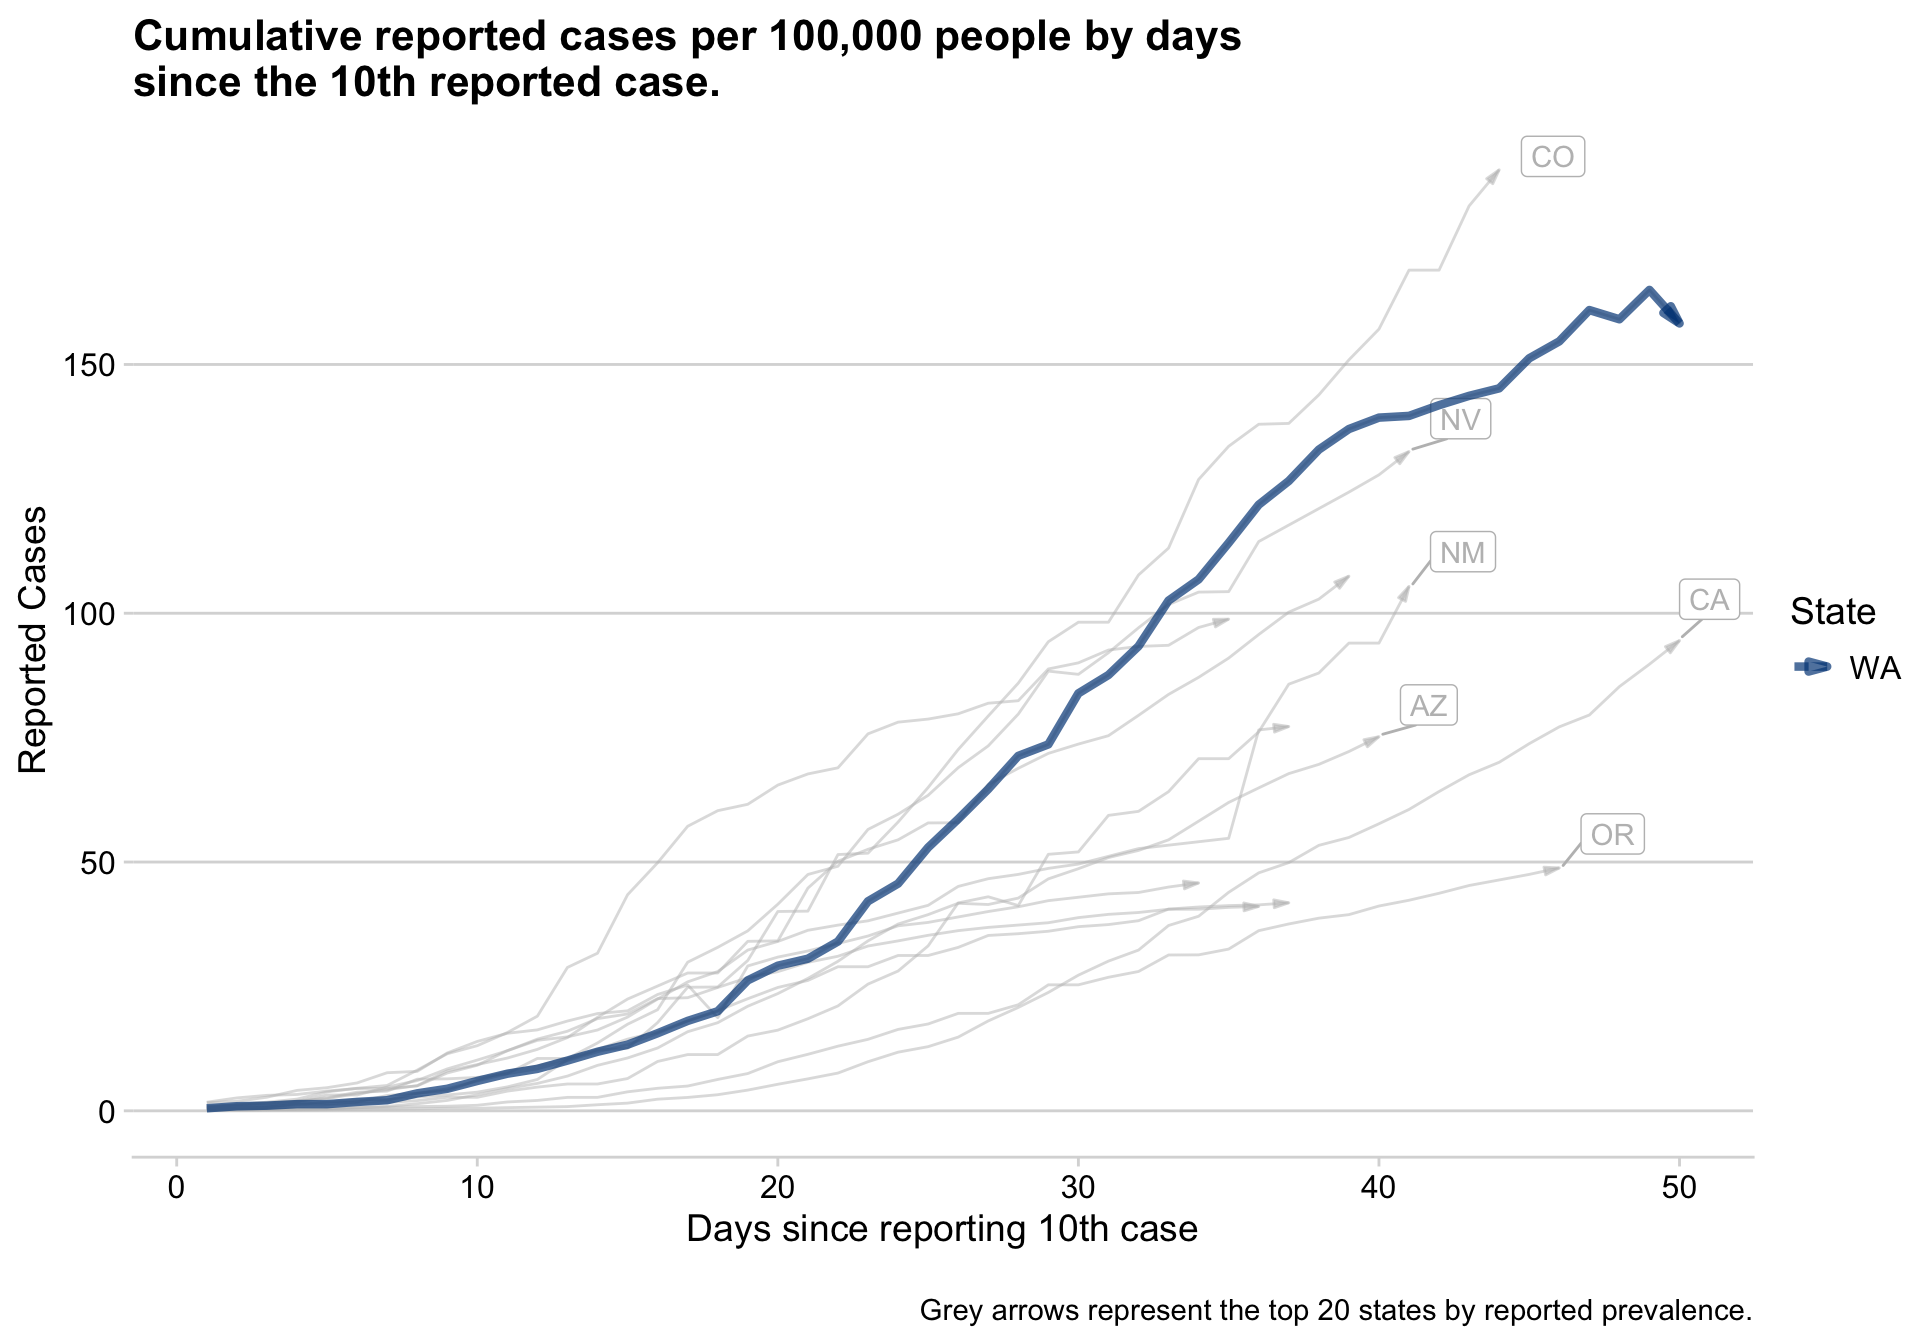 Cumulative reported cases per 100,000 people by days
since the 10th reported case.
CO
150
NV
NM
CA
100
AZ
OR
50
0
Reported Cases
State
WA
0 10 20 30 40 50
Days since reporting 10th case
Grey arrows represent the top 20 states by reported prevalence.